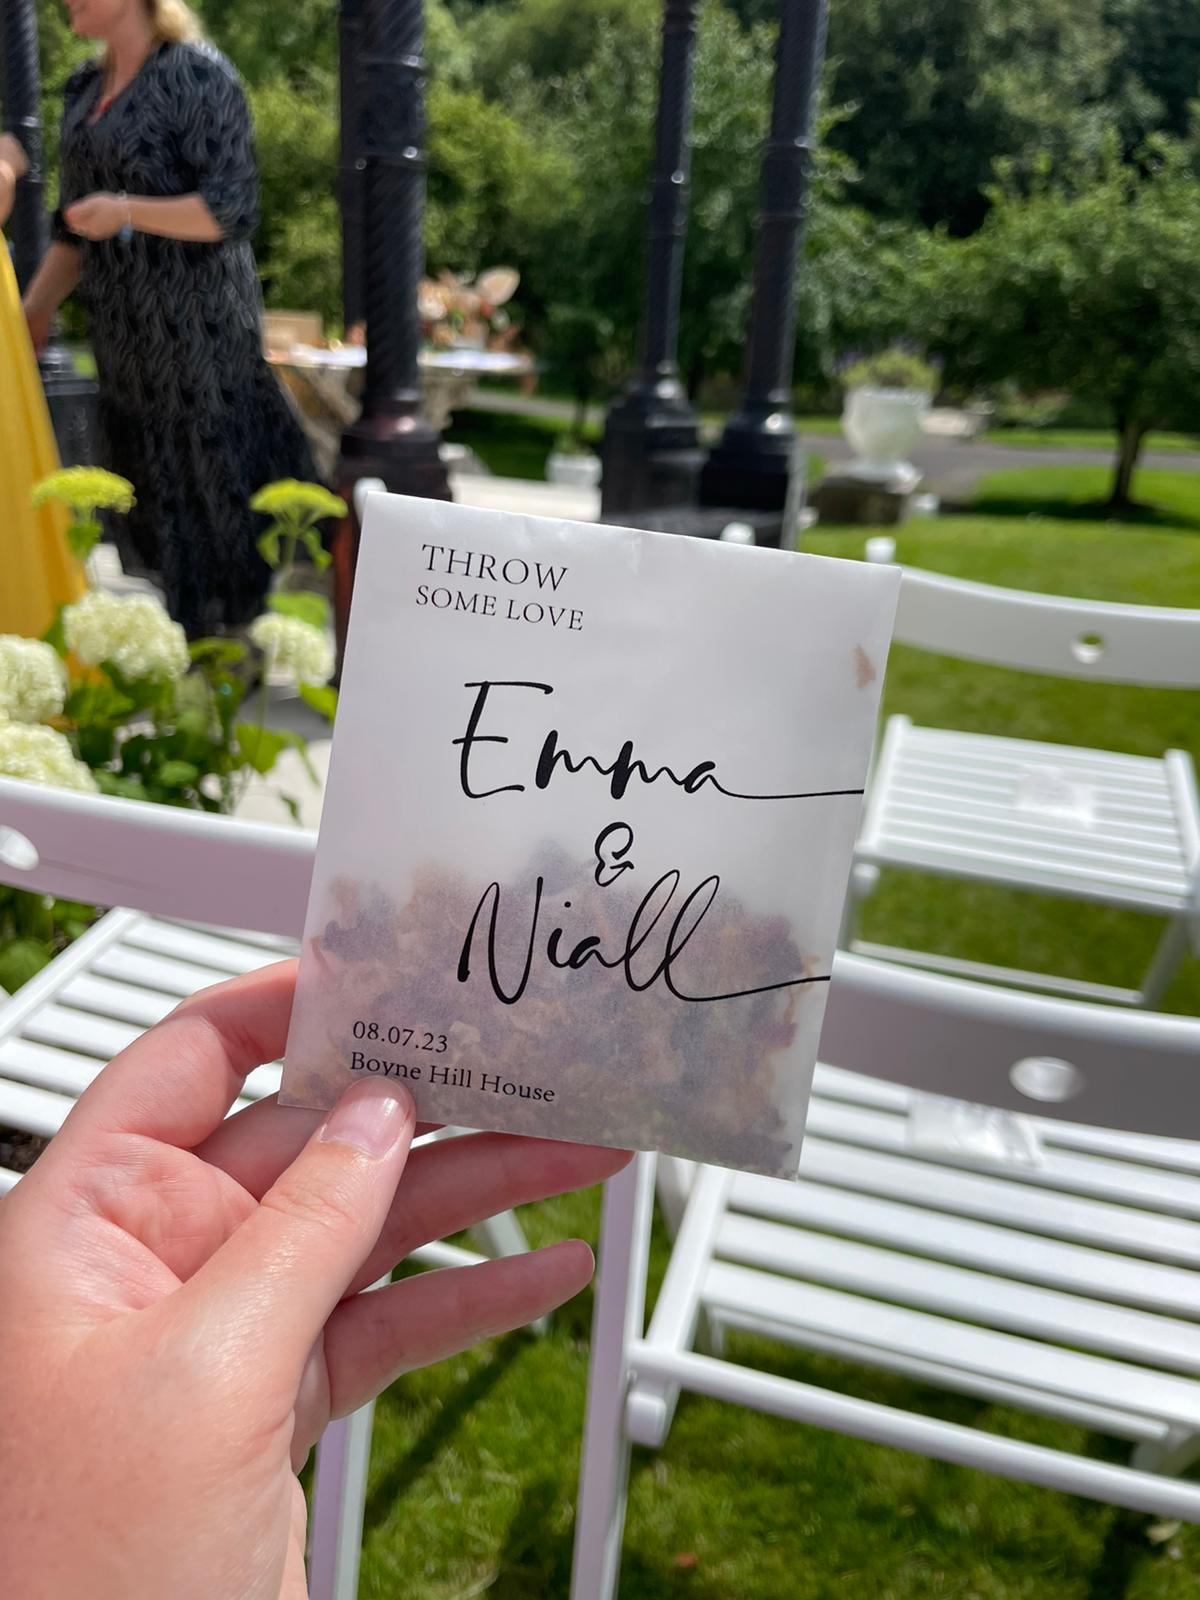 THROW
SOME LOVE
Emma
&
Niall
08.07.23
Boyne Hill House